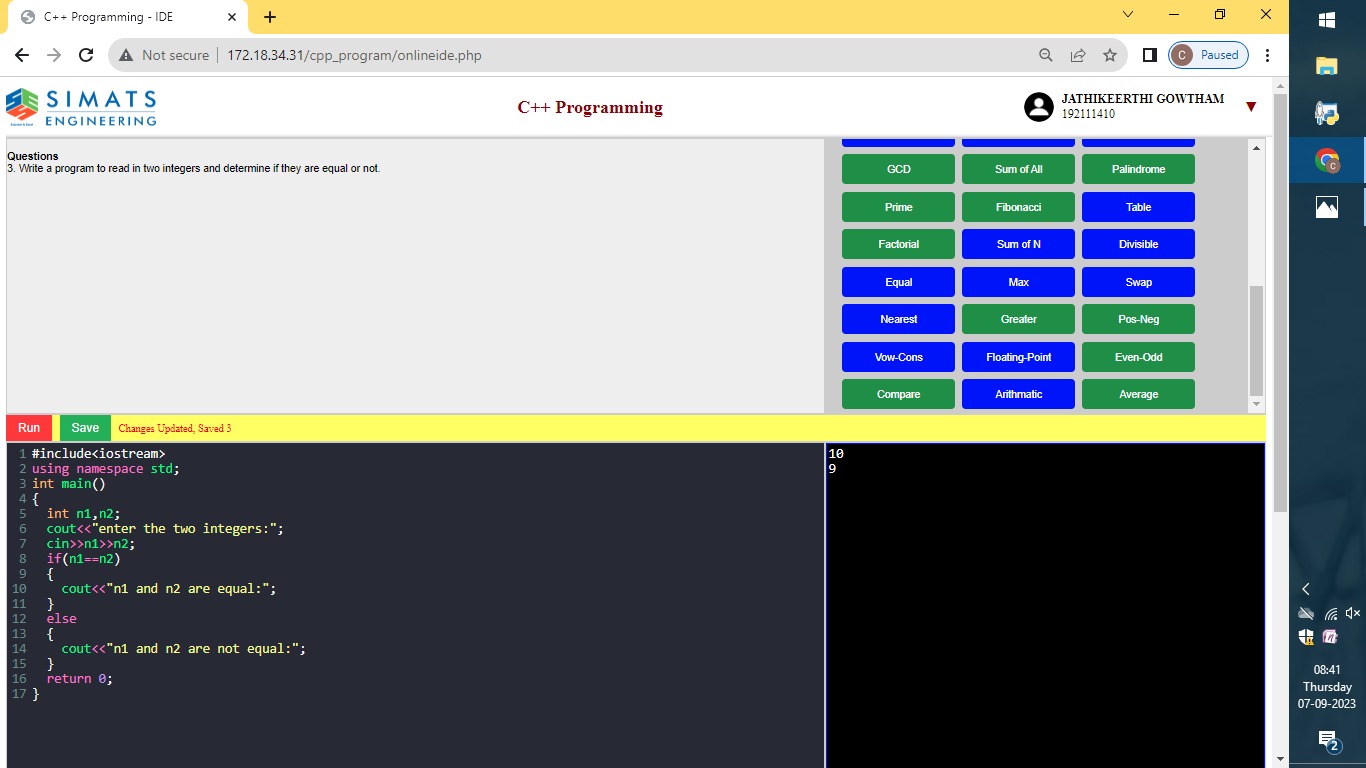 C++ Programming - IDE
Not secure
172.18.34.31/cpp_program/onlineide.php
C
Paused
SIMATS
ENGINEERING
C++ Programming
JATHIKEERTHI GOWTHAM
192111410
Questions
3. Write a program to read in two integers and determine if they are equal or not.
GCD
Sum of All
Palindrome
Prime
Fibonacci
Table
Factorial
Sum of N
Divisible
Equal
Max
Swap
Nearest
Greater
Pos-Neg
Vow-Cons
Floating-Point
Even-Odd
Compare
Arithmatic
Average
Run
Save
Changes Updated, Saved 3
1 #include<iostream>
2 using namespace std;
3 int main()
4 {
5 int n1,n2;
6 cout<<"enter the two integers:";
7 cin>>n1>>n2;
8 if(n1==n2)
9 {
10 cout<<"n1 and n2 are equal:";
11 }
12 else
13 {
14 cout<<"n1 and n2 are not equal:";
15 }
16 return 0;
17 }
10
9
08:41
Thursday
07-09-2023
2